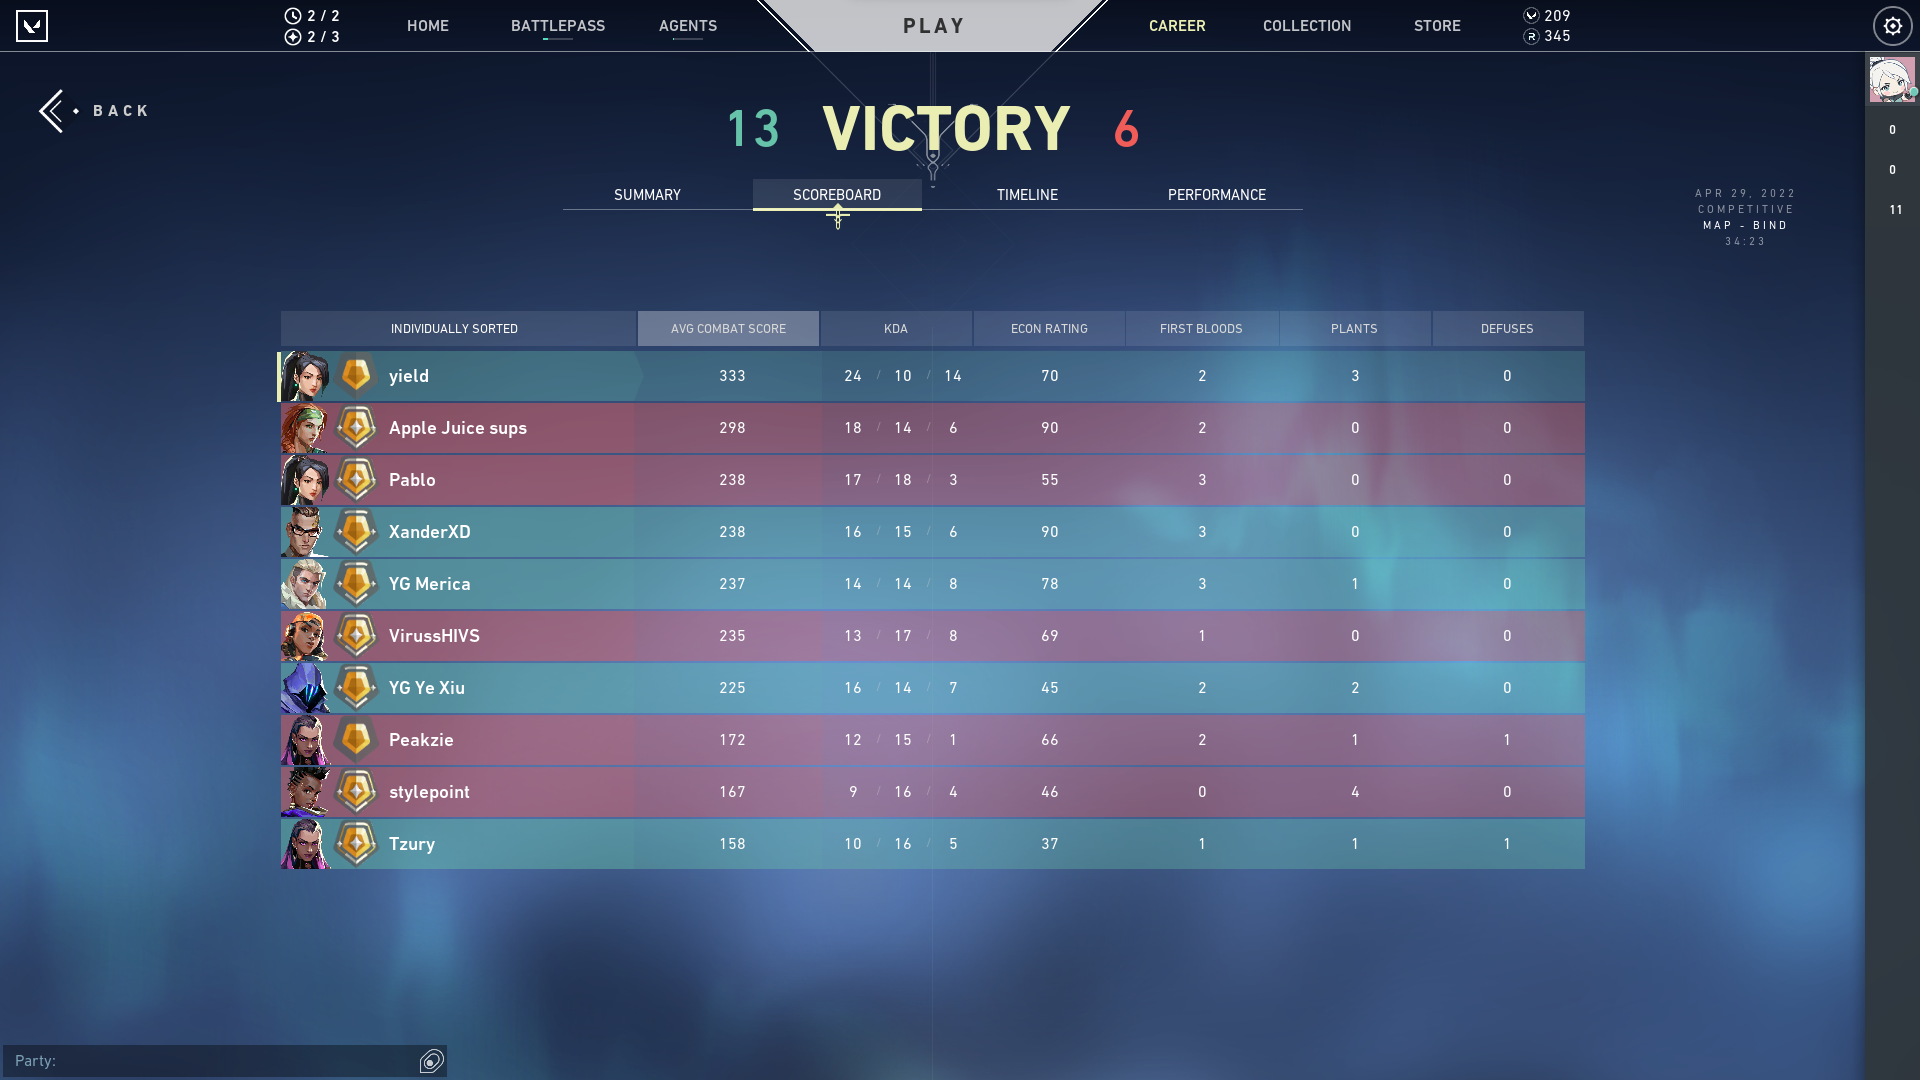 2 / 2
2 / 3
HOME
BATTLEPASS
AGENTS
PLAY
CAREER
COLLECTION
STORE
209
345
BACK
13 VICTORY 6
SUMMARY SCOREBOARD TIMELINE PERFORMANCE
APR 29, 2022
COMPETITIVE
MAP - BIND
34:23
0
0
11
INDIVIDUALLY SORTED AVG COMBAT SCORE KDA ECON RATING FIRST BLOODS PLANTS DEFUSES
yield 333 24 / 10 / 14 70 2 3 0
Apple Juice sups 298 18 / 14 / 6 90 2 0 0
Pablo 238 17 / 18 / 3 55 3 0 0
XanderXD 238 16 / 15 / 6 90 3 0 0
YG Merica 237 14 / 14 / 8 78 3 1 0
VirussHIVS 235 13 / 17 / 8 69 1 0 0
YG Ye Xiu 225 16 / 14 / 7 45 2 2 0
Peakzie 172 12 / 15 / 1 66 2 1 1
stylepoint 167 9 / 16 / 4 46 0 4 0
Tzury 158 10 / 16 / 5 37 1 1 1
Party: